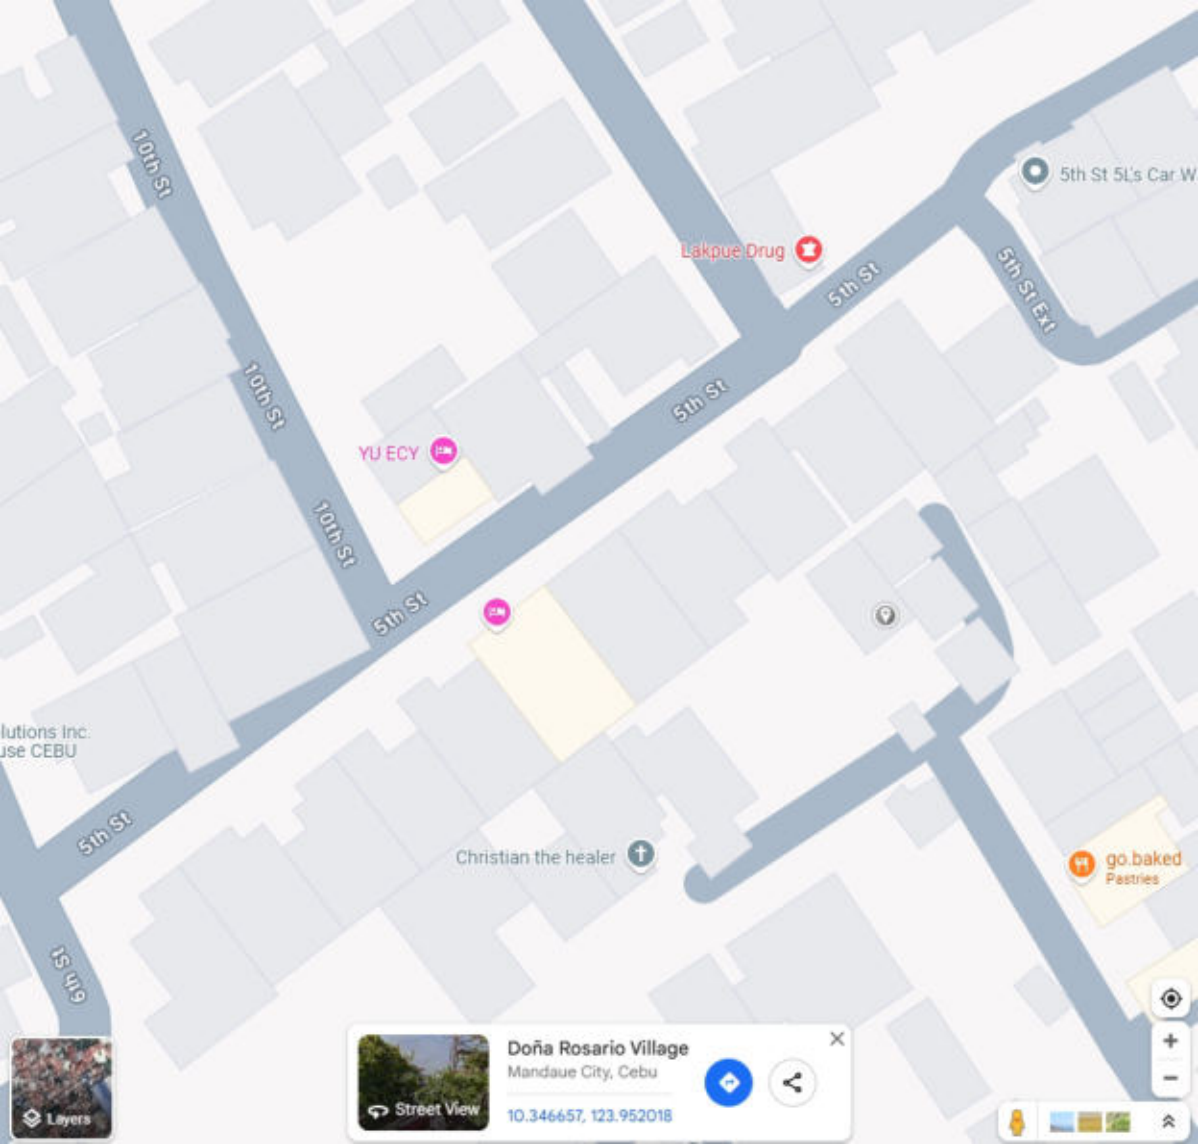 10th St
5th St 5L's Car W
Lakpue Drug
5th St
5th St Ext
10th St
5th St
YU ECY
10th St
5th St
lutions Inc.
use CEBU
5th St
Christian the healer
go.baked
Pastries
6th St
Doña Rosario Village
Mandaue City, Cebu
Street View
10.346657, 123.952018
Layers